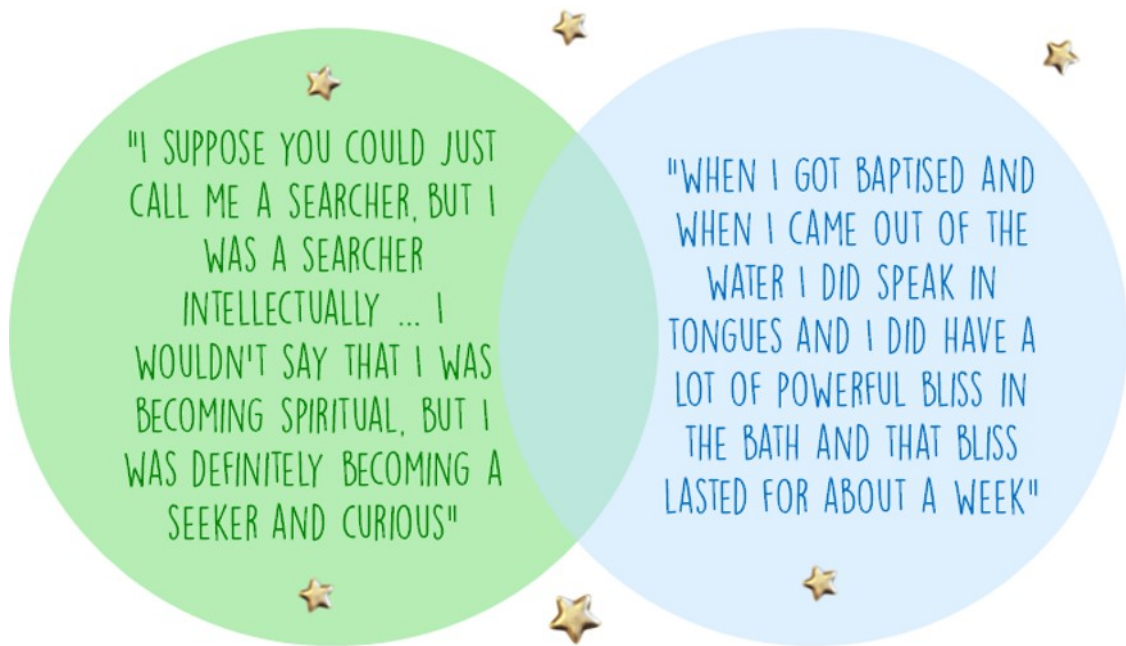 "I SUPPOSE YOU COULD JUST
CALL ME A SEARCHER, BUT I
WAS A SEARCHER
INTELLECTUALLY ... I
WOULDN'T SAY THAT I WAS
BECOMING SPIRITUAL, BUT I
WAS DEFINITELY BECOMING A
SEEKER AND CURIOUS"
"WHEN I GOT BAPTISED AND
WHEN I CAME OUT OF THE
WATER I DID SPEAK IN
TONGUES AND I DID HAVE A
LOT OF POWERFUL BLISS IN
THE BATH AND THAT BLISS
LASTED FOR ABOUT A WEEK"